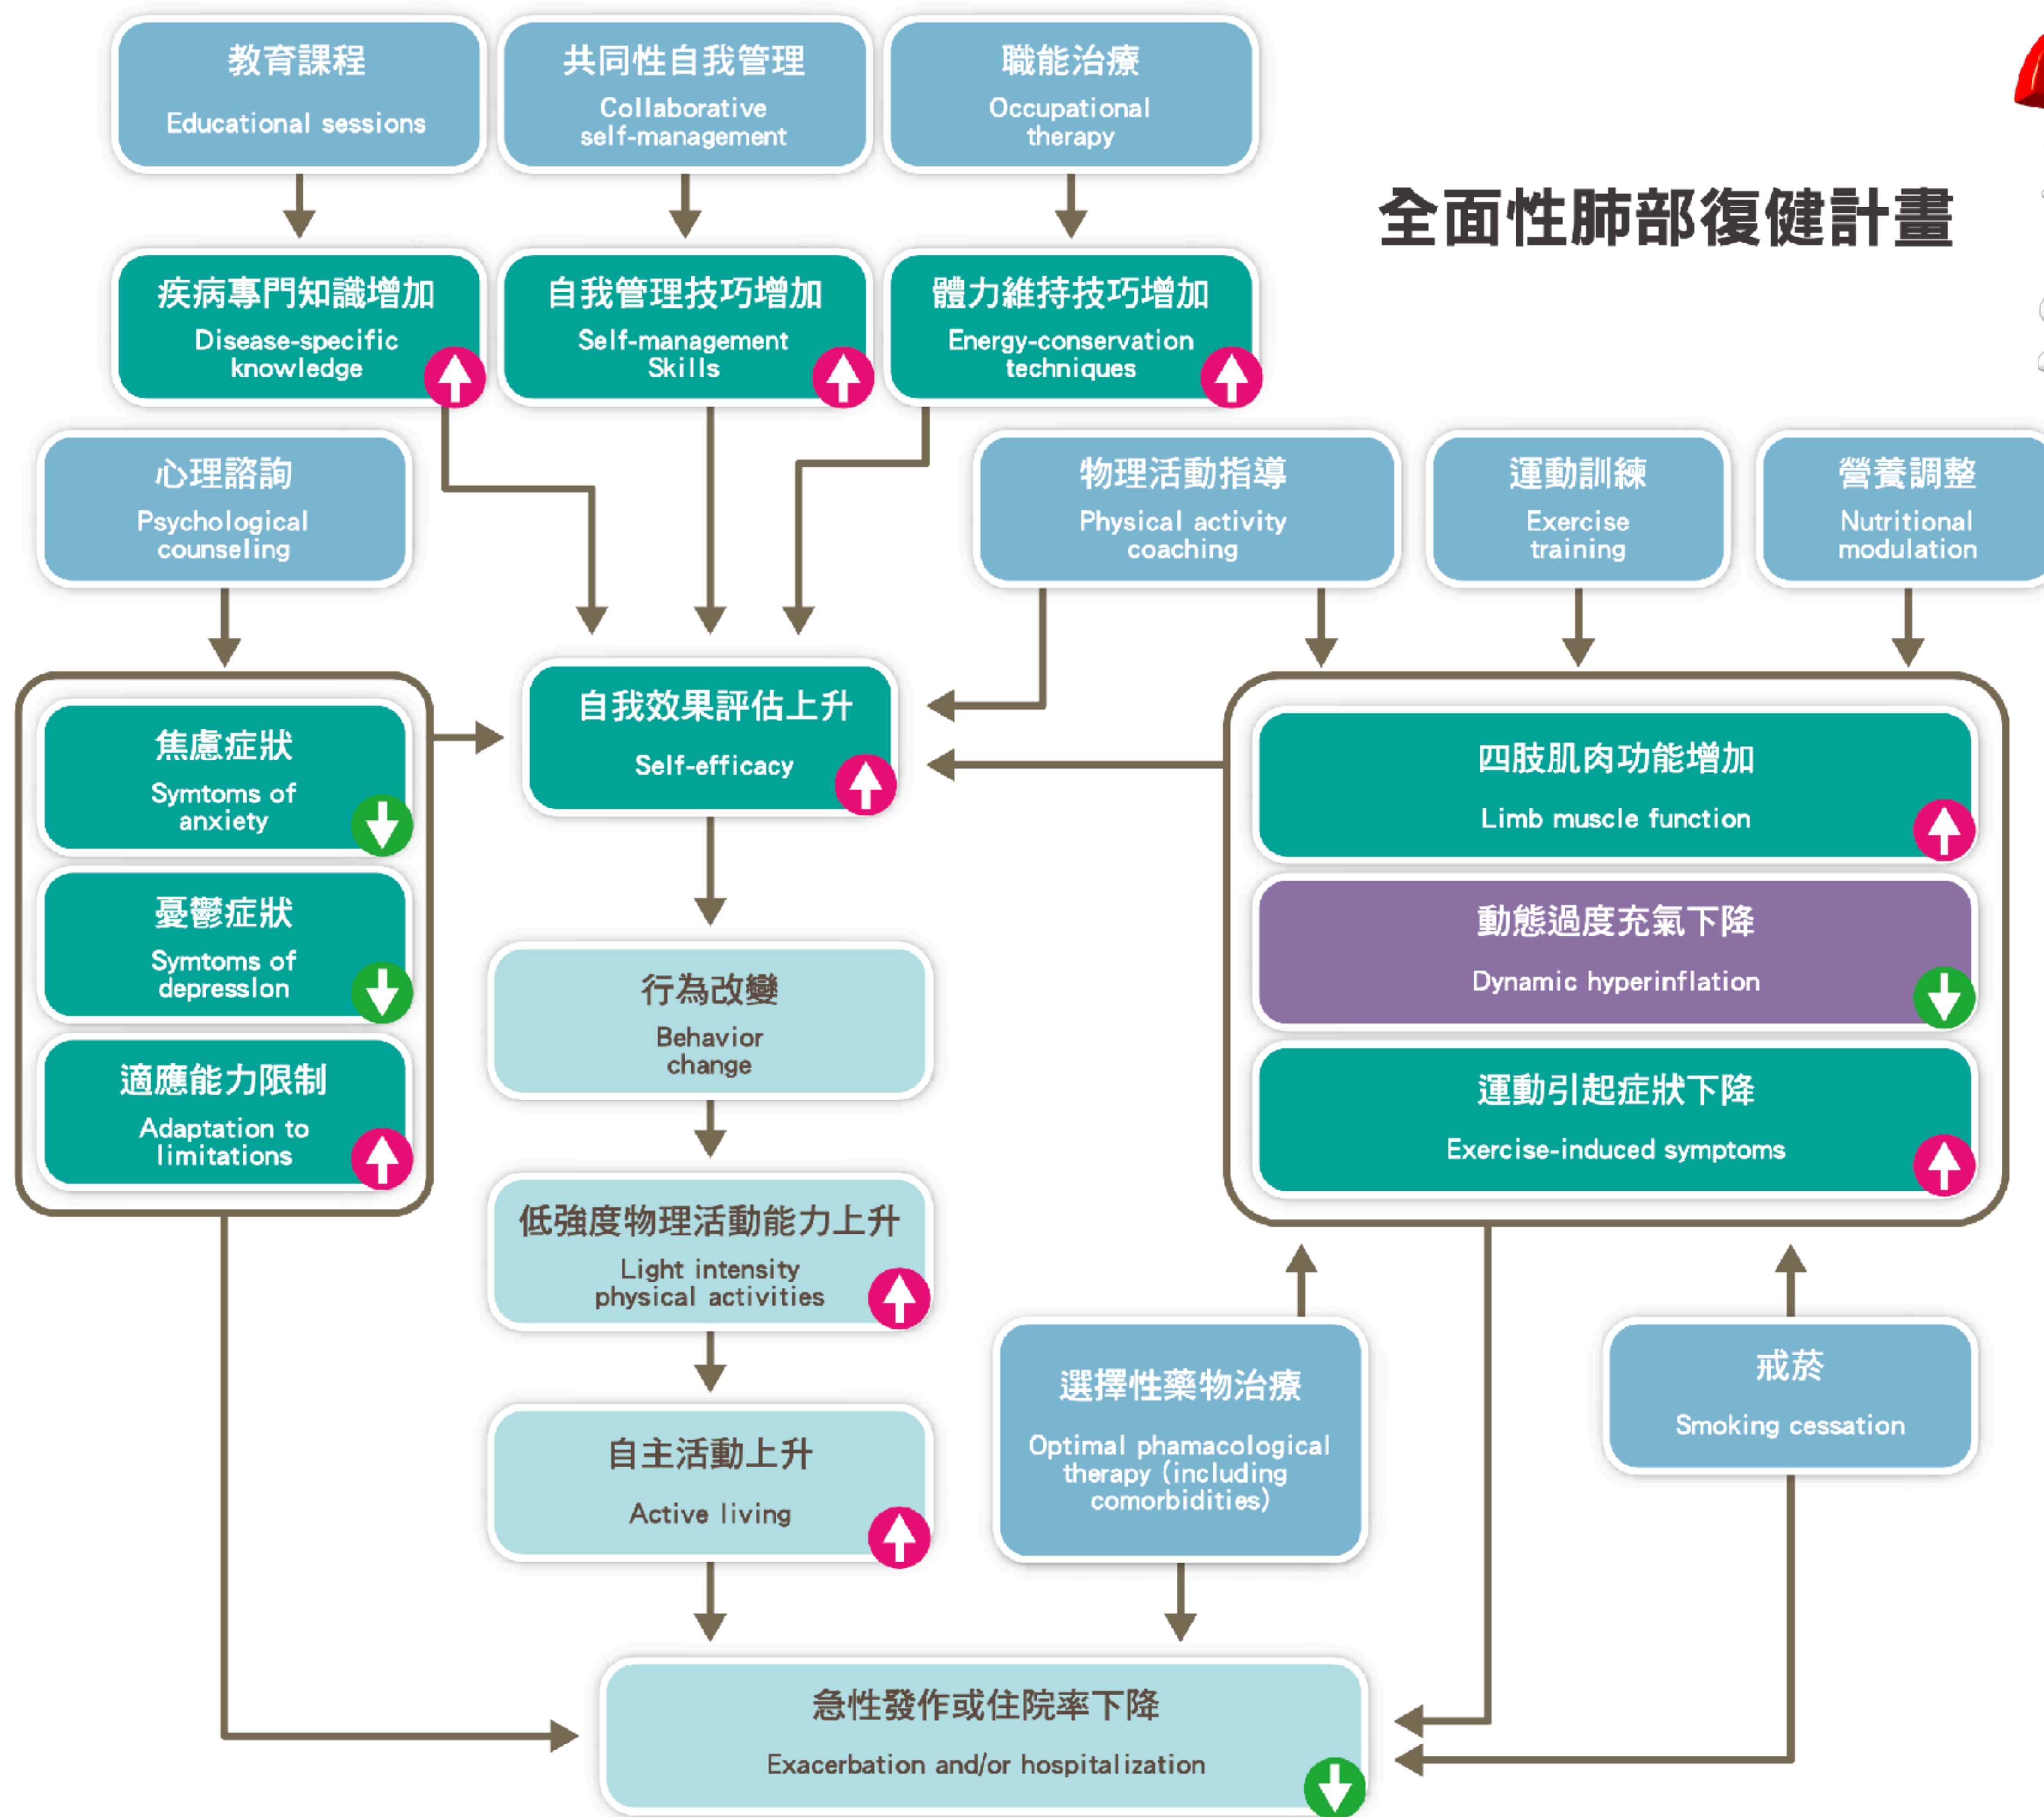 教育課程
Educational sessions
共同性自我管理
Collaborative
self-management
職能治療
Occupational
therapy
全面性肺部復健計畫
疾病專門知識增加
Disease-specific
knowledge
自我管理技巧增加
Self-management
Skills
體力維持技巧增加
Energy-conservation
techniques
心理諮詢
Psychological
counseling
物理活動指導
Physical activity
coaching
運動訓練
Exercise
training
營養調整
Nutritional
modulation
焦慮症狀
Symtoms of
anxiety
憂鬱症狀
Symtoms of
depression
適應能力限制
Adaptation to
limitations
自我效果評估上升
Self-efficacy
四肢肌肉功能增加
Limb muscle function
動態過度充氣下降
Dynamic hyperinflation
運動引起症狀下降
Exercise-induced symptoms
行為改變
Behavior
change
低強度物理活動能力上升
Light intensity
physical activities
自主活動上升
Active living
選擇性藥物治療
Optimal phamacological
therapy (including
comorbidities)
戒菸
Smoking cessation
急性發作或住院率下降
Exacerbation and/or hospitalization